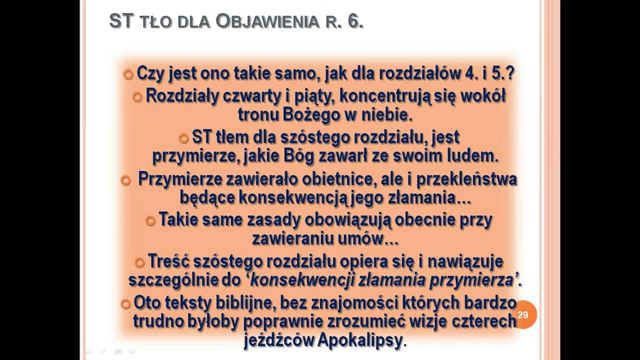 ST TŁO DLA OBJAWIENIA R. 6.
Czy jest ono takie samo, jak dla rozdziałów 4. i 5.?
Rozdziały czwarty i piąty, koncentrują się wokół
tronu Bożego w niebie.
ST tłem dla szóstego rozdziału, jest
przymierze, jakie Bóg zawarł ze swoim ludem.
Przymierze zawierało obietnice, ale i przekleństwa
będące konsekwencją jego złamania…
Takie same zasady obowiązują obecnie przy
zawieraniu umów…
Treść szóstego rozdziału opiera się i nawiązuje
szczególnie do ‘konsekwencji złamania przymierza’.
Oto teksty biblijne, bez znajomości których bardzo
trudno byłoby poprawnie zrozumieć wizje czterech
jeźdźców Apokalipsy.
29